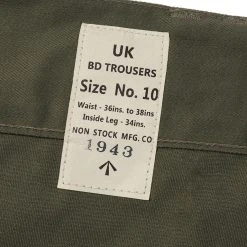 UK
BD TROUSERS
Size No. 10
Waist - 36ins. to 38ins
Inside Leg - 34ins.
NON STOCK MFG. CO
1943